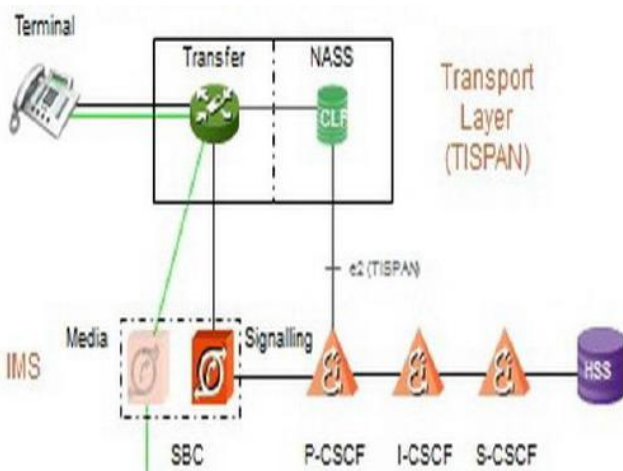 Terminal
Transfer
NASS
CLF
Transport
Layer
(TISPAN)
e2 (TISPAN)
Media
Signalling
IMS
HSS
SBC
P-CSCF
I-CSCF
S-CSCF